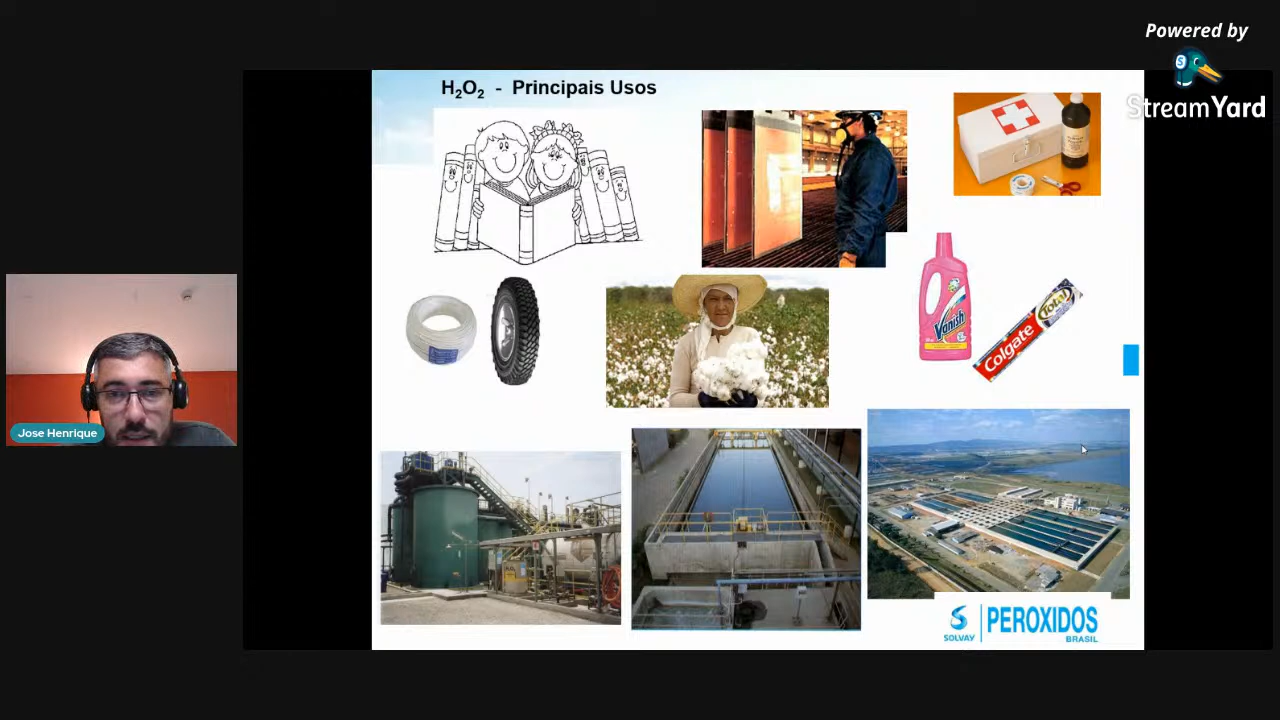 Powered by
StreamYard
H₂O₂ - Principais Usos
Vanish
Colgate
Total
Jose Henrique
SOLVAY
PEROXIDOS
BRASIL